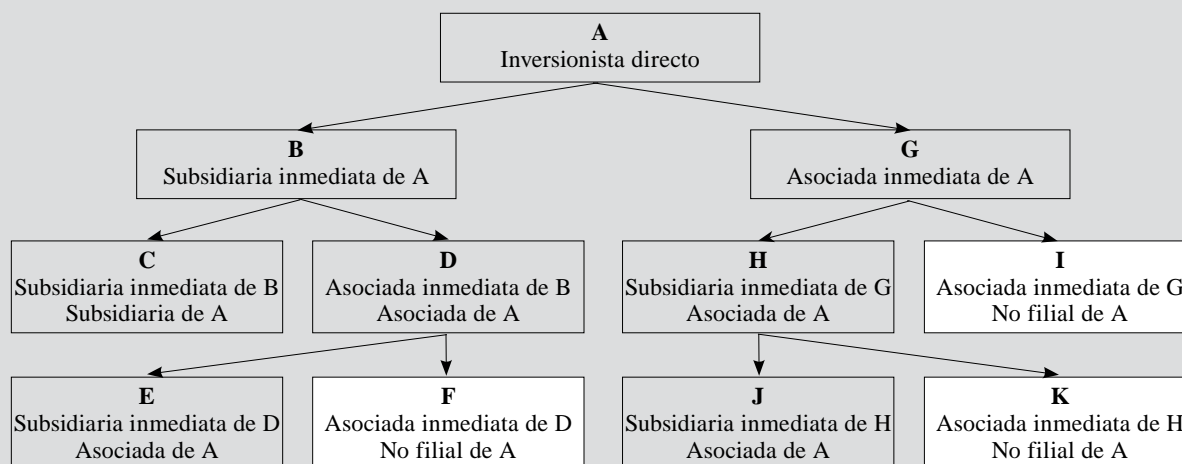 A
Inversionista directo
B
Subsidiaria inmediata de A
G
Asociada inmediata de A
C
Subsidiaria inmediata de B
Subsidiaria de A
D
Asociada inmediata de B
Asociada de A
H
Subsidiaria inmediata de G
Asociada de A
I
Asociada inmediata de G
No filial de A
E
Subsidiaria inmediata de D
Asociada de A
F
Asociada inmediata de D
No filial de A
J
Subsidiaria inmediata de H
Asociada de A
K
Asociada inmediata de H
No filial de A